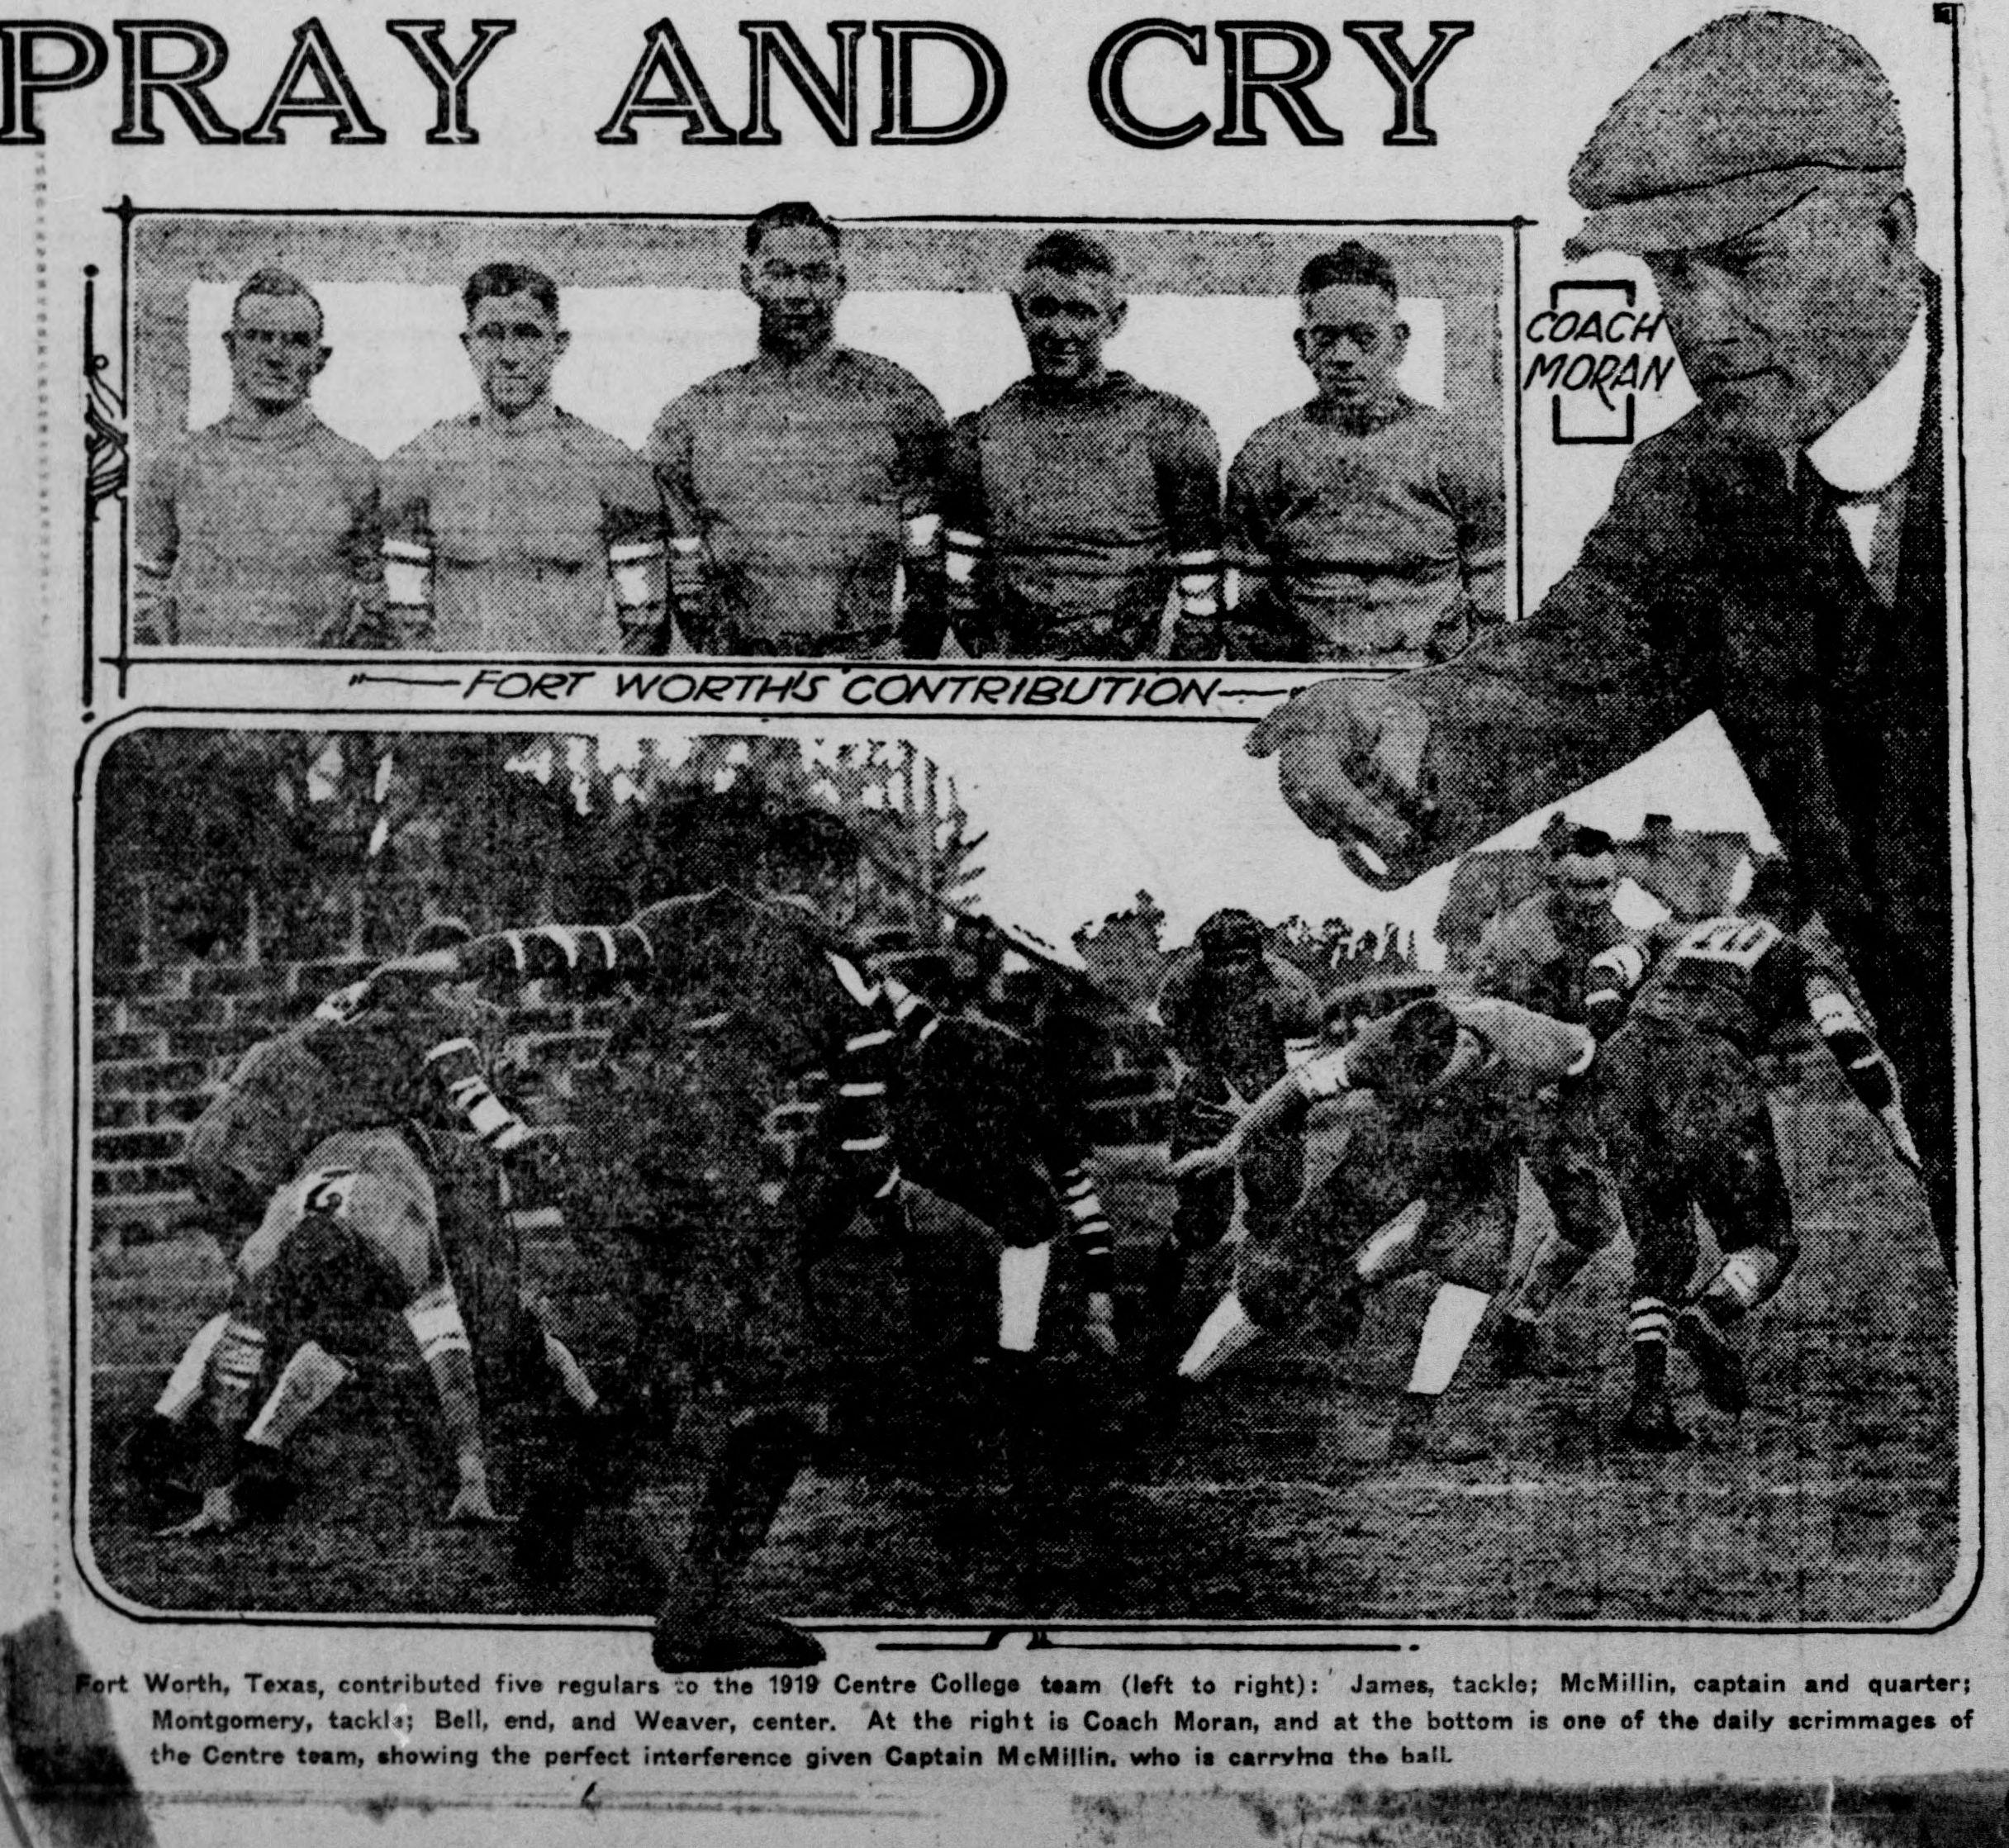 PRAY AND CRY
COACH
MORAN
"—FORT WORTH'S CONTRIBUTION—"
Fort Worth, Texas, contributed five regulars to the 1919 Centre College team (left to right): James, tackle; McMillin, captain and quarter;
Montgomery, tackle; Bell, end, and Weaver, center. At the right is Coach Moran, and at the bottom is one of the daily scrimmages of
the Centre team, showing the perfect interference given Captain McMillin, who is carrying the ball.